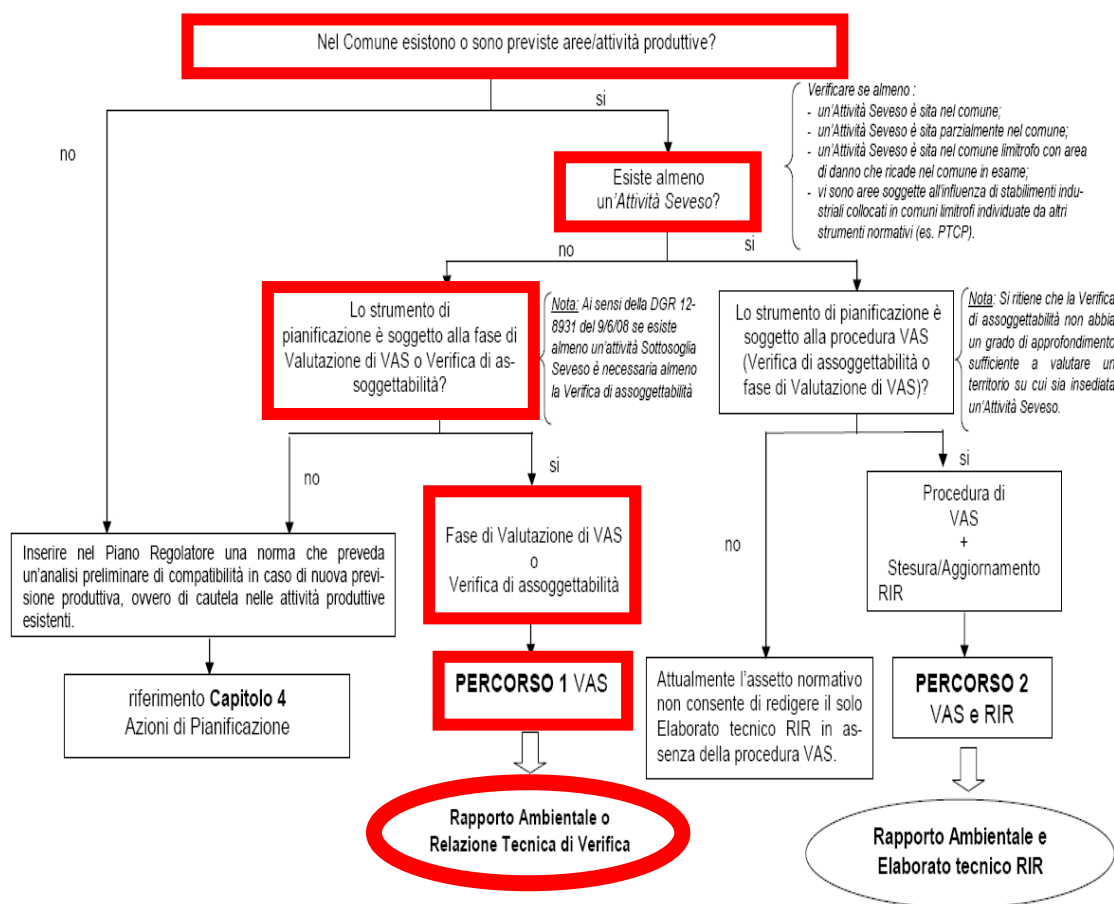 Nel Comune esistono o sono previste aree/attività produttive?
si
no
Verificare se almeno :
- un'Attività Seveso è sita nel comune;
- un'Attività Seveso è sita parzialmente nel comune;
- un'Attività Seveso è sita nel comune limitrofo con area
di danno che ricade nel comune in esame;
- vi sono aree soggette all'influenza di stabilimenti indu-
striali collocati in comuni limitrofi individuate da altri
strumenti normativi (es. PTCP).
Esiste almeno
un'Attività Seveso?
no
si
Lo strumento di
pianificazione è soggetto alla fase di
Valutazione di VAS o Verifica di as-
soggettabilità?
Nota: Ai sensi della DGR 12-
8931 del 9/6/08 se esiste
almeno un'attività Sottosoglia
Seveso è necessaria almeno
la Verifica di assoggettabilità
Lo strumento di pianificazione è
soggetto alla procedura VAS
(Verifica di assoggettabilità o
fase di Valutazione di VAS)?
Nota: Si ritiene che la Verifica
di assoggettabilità non abbia
un grado di approfondimento
sufficiente a valutare un
territorio su cui sia insediata
un'Attività Seveso.
no
si
no
si
Inserire nel Piano Regolatore una norma che preveda
un'analisi preliminare di compatibilità in caso di nuova previ-
sione produttiva, ovvero di cautela nelle attività produttive
esistenti.
Fase di Valutazione di VAS
o
Verifica di assoggettabilità
Procedura di
VAS
+
Stesura/Aggiornamento
RIR
riferimento Capitolo 4
Azioni di Pianificazione
PERCORSO 1 VAS
Attualmente l'assetto normativo
non consente di redigere il solo
Elaborato tecnico RIR in as-
senza della procedura VAS.
PERCORSO 2
VAS e RIR
Rapporto Ambientale o
Relazione Tecnica di Verifica
Rapporto Ambientale e
Elaborato tecnico RIR